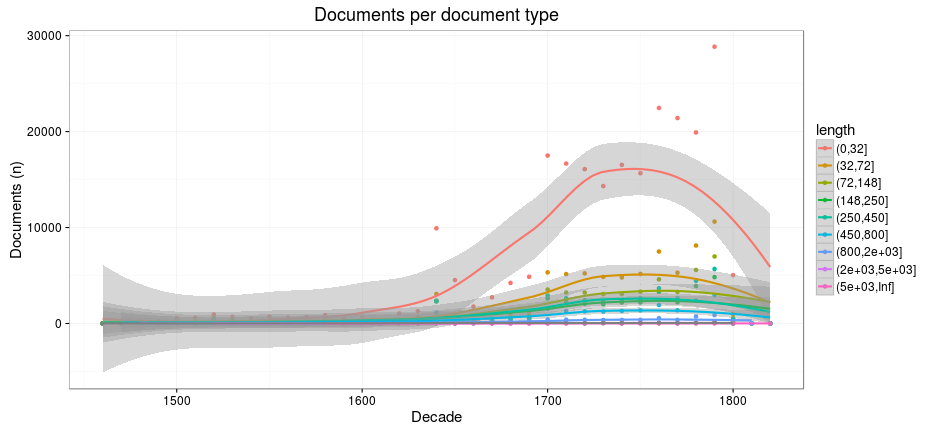 Documents per document type
Documents (n)
30000
20000
10000
0
1500
1600
1700
1800
Decade
length
(0,32]
(32,72]
(72,148]
(148,250]
(250,450]
(450,800]
(800,2e+03]
(2e+03,5e+03]
(5e+03,Inf]